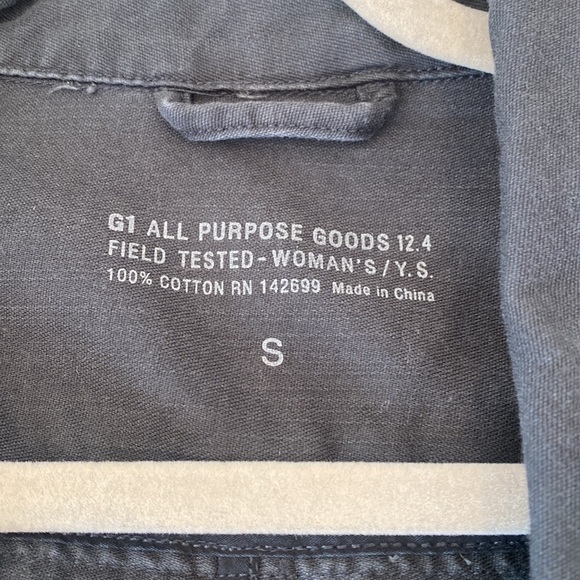 G1 ALL PURPOSE GOODS 12.4
FIELD TESTED-WOMAN'S/Y.S.
100% COTTON RN 142699 Made in China
S